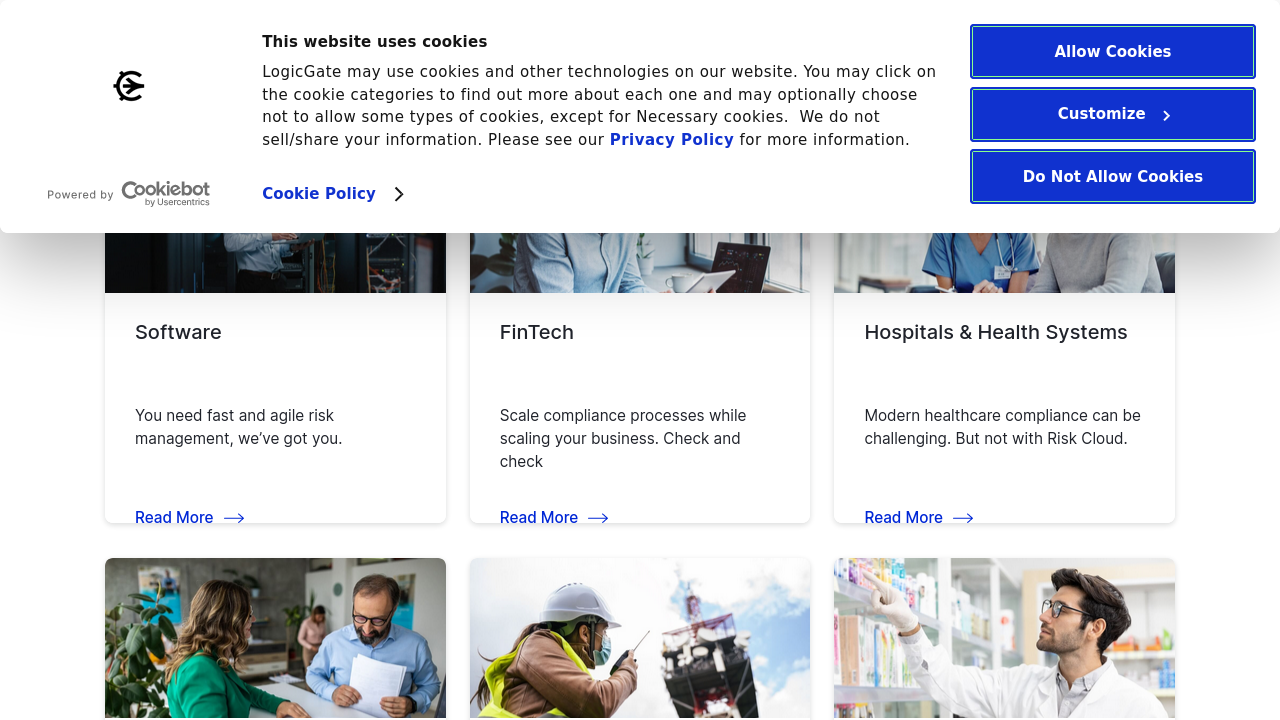 This website uses cookies
LogicGate may use cookies and other technologies on our website. You may click on
the cookie categories to find out more about each one and may optionally choose
not to allow some types of cookies, except for Necessary cookies.  We do not
sell/share your information. Please see our Privacy Policy for more information.
Powered by Cookiebot
by Usercentrics
Cookie Policy
Allow Cookies
Customize
Do Not Allow Cookies
Software
You need fast and agile risk
management, we’ve got you.
Read More
FinTech
Scale compliance processes while
scaling your business. Check and
check
Read More
Hospitals & Health Systems
Modern healthcare compliance can be
challenging. But not with Risk Cloud.
Read More